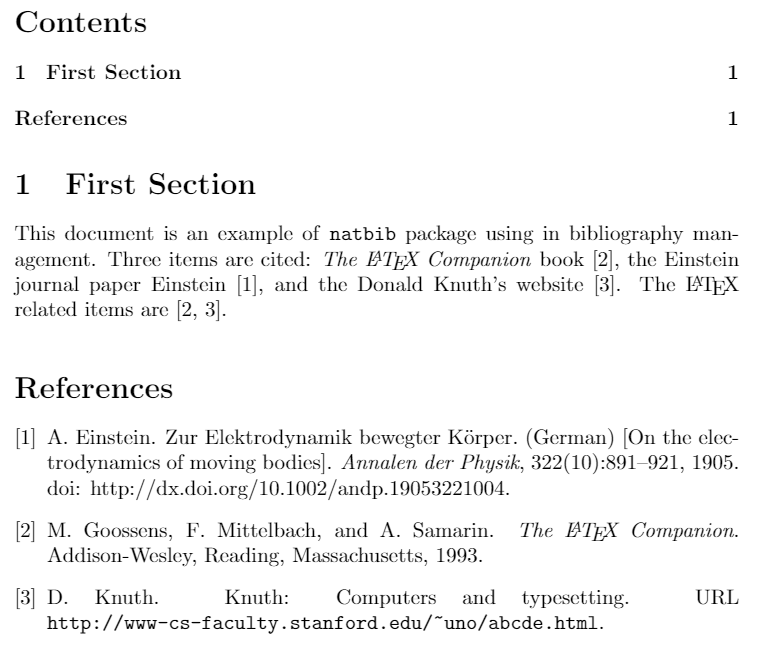 Contents
1 First Section 1
References 1
1 First Section
This document is an example of natbib package using in bibliography man-
agement. Three items are cited: The LATEX Companion book [2], the Einstein
journal paper Einstein [1], and the Donald Knuth's website [3]. The LATEX
related items are [2, 3].
References
[1] A. Einstein. Zur Elektrodynamik bewegter Körper. (German) [On the elec-
trodynamics of moving bodies]. Annalen der Physik, 322(10):891–921, 1905.
doi: http://dx.doi.org/10.1002/andp.19053221004.
[2] M. Goossens, F. Mittelbach, and A. Samarin. The LATEX Companion.
Addison-Wesley, Reading, Massachusetts, 1993.
[3] D. Knuth. Knuth: Computers and typesetting. URL
http://www-cs-faculty.stanford.edu/~uno/abcde.html.